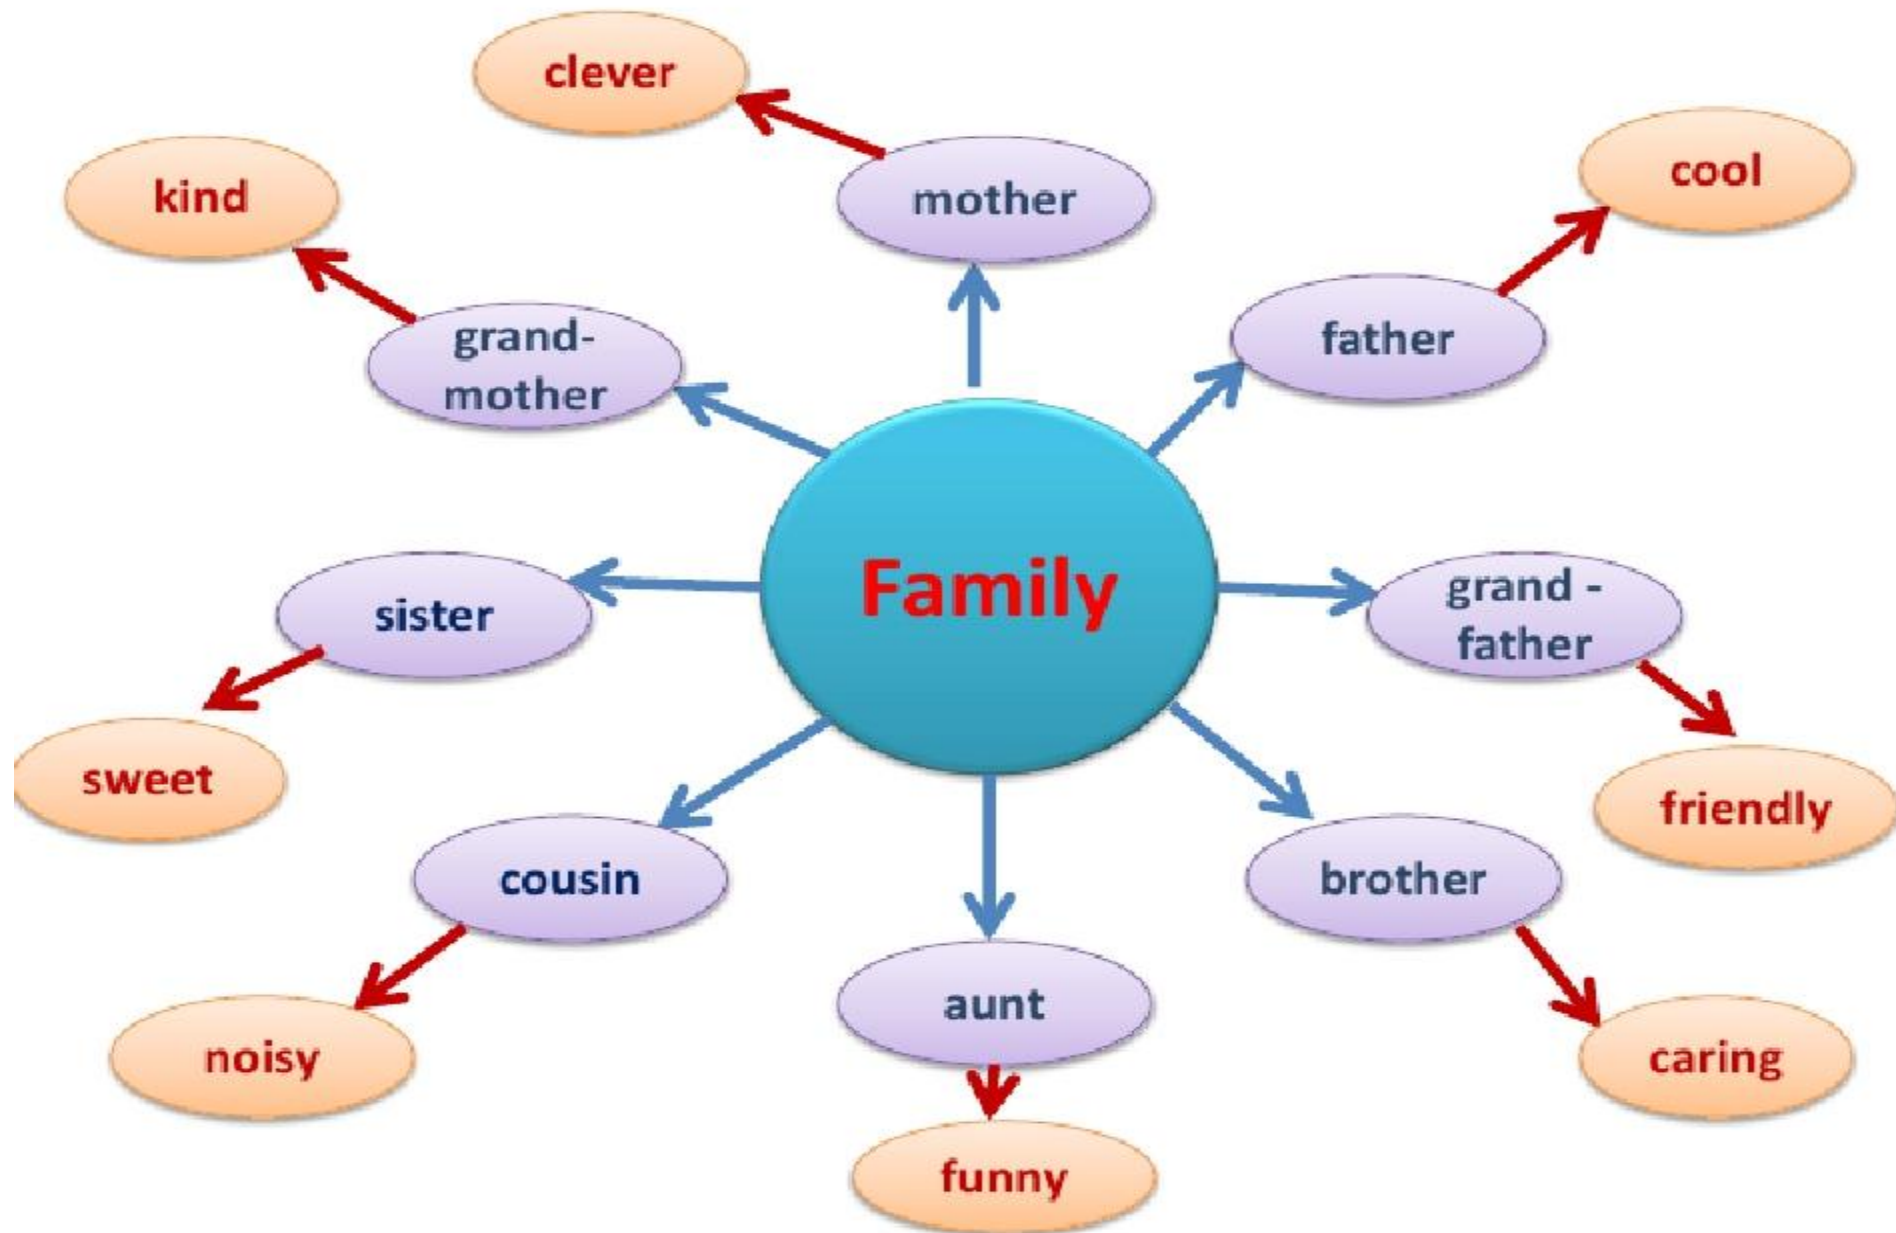 clever
mother
cool
kind
grand-
mother
father
Family
sister
grand -
father
sweet
friendly
cousin
brother
aunt
noisy
caring
funny